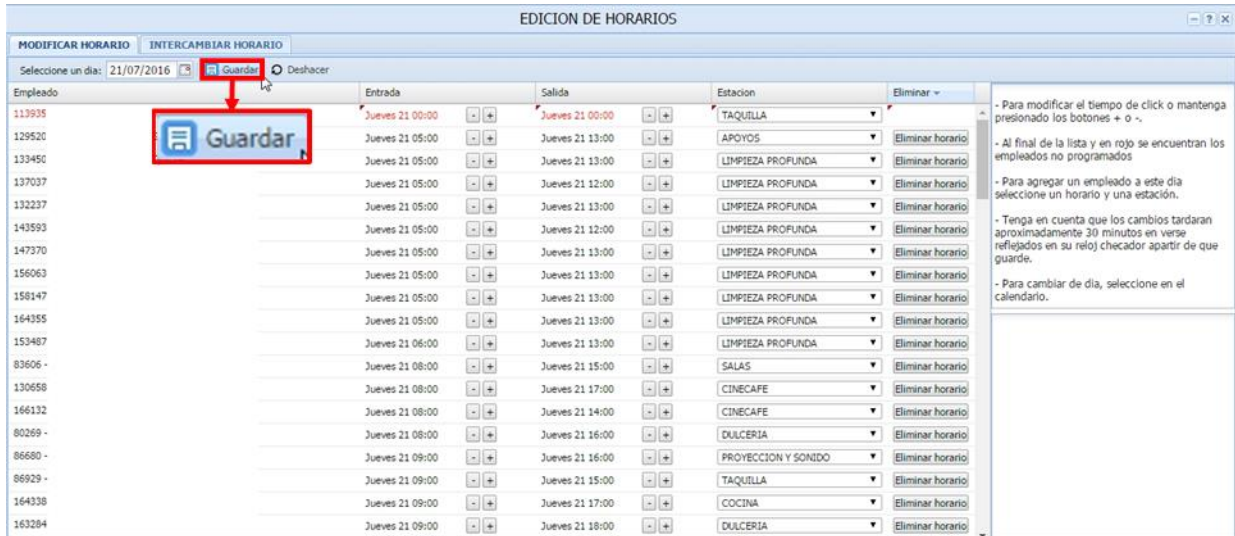 EDICION DE HORARIOS
MODIFICAR HORARIO INTERCAMBIAR HORARIO
Seleccione un dia: 21/07/2016 Guardar Deshacer
Empleado Entrada Salida Estacion Eliminar
113935 Jueves 21 00:00 - + Jueves 21 00:00 - + TAQUILLA
Guardar
129520 Jueves 21 05:00 - + Jueves 21 13:00 - + APOYOS Eliminar horario
133450 Jueves 21 05:00 - + Jueves 21 13:00 - + LIMPIEZA PROFUNDA Eliminar horario
137037 Jueves 21 05:00 - + Jueves 21 12:00 - + LIMPIEZA PROFUNDA Eliminar horario
132237 Jueves 21 05:00 - + Jueves 21 13:00 - + LIMPIEZA PROFUNDA Eliminar horario
143593 Jueves 21 05:00 - + Jueves 21 12:00 - + LIMPIEZA PROFUNDA Eliminar horario
147370 Jueves 21 05:00 - + Jueves 21 13:00 - + LIMPIEZA PROFUNDA Eliminar horario
156063 Jueves 21 05:00 - + Jueves 21 13:00 - + LIMPIEZA PROFUNDA Eliminar horario
158147 Jueves 21 05:00 - + Jueves 21 13:00 - + LIMPIEZA PROFUNDA Eliminar horario
164355 Jueves 21 05:00 - + Jueves 21 13:00 - + LIMPIEZA PROFUNDA Eliminar horario
153487 Jueves 21 06:00 - + Jueves 21 13:00 - + LIMPIEZA PROFUNDA Eliminar horario
83606 - Jueves 21 08:00 - + Jueves 21 15:00 - + SALAS Eliminar horario
130658 Jueves 21 08:00 - + Jueves 21 17:00 - + CINECAFE Eliminar horario
166132 Jueves 21 08:00 - + Jueves 21 14:00 - + CINECAFE Eliminar horario
80269 - Jueves 21 08:00 - + Jueves 21 16:00 - + DULCERIA Eliminar horario
86680 - Jueves 21 09:00 - + Jueves 21 16:00 - + PROYECCION Y SONIDO Eliminar horario
86929 - Jueves 21 09:00 - + Jueves 21 15:00 - + TAQUILLA Eliminar horario
164338 Jueves 21 09:00 - + Jueves 21 17:00 - + COCINA Eliminar horario
163284 Jueves 21 09:00 - + Jueves 21 18:00 - + DULCERIA Eliminar horario
- Para modificar el tiempo de click o mantenga
presionado los botones + o -.
- Al final de la lista y en rojo se encuentran los
empleados no programados
- Para agregar un empleado a este dia
seleccione un horario y una estación.
- Tenga en cuenta que los cambios tardaran
aproximadamente 30 minutos en verse
reflejados en su reloj checador apartir de que
guarde.
- Para cambiar de dia, seleccione en el
calendario.